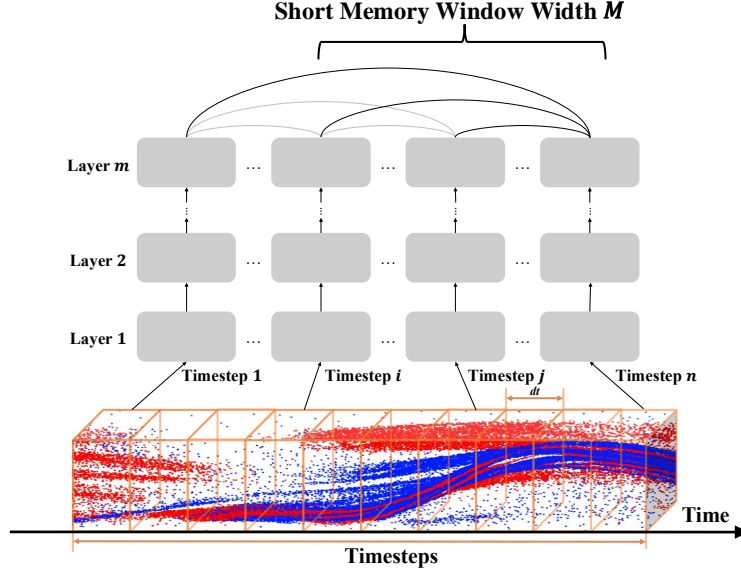 Short Memory Window Width M
Layer m ... ... ...
... ... ... ...
Layer 2 ... ... ...
Layer 1 ... ... ...
Timestep 1 Timestep i Timestep j Timestep n
dt
Time
Timesteps